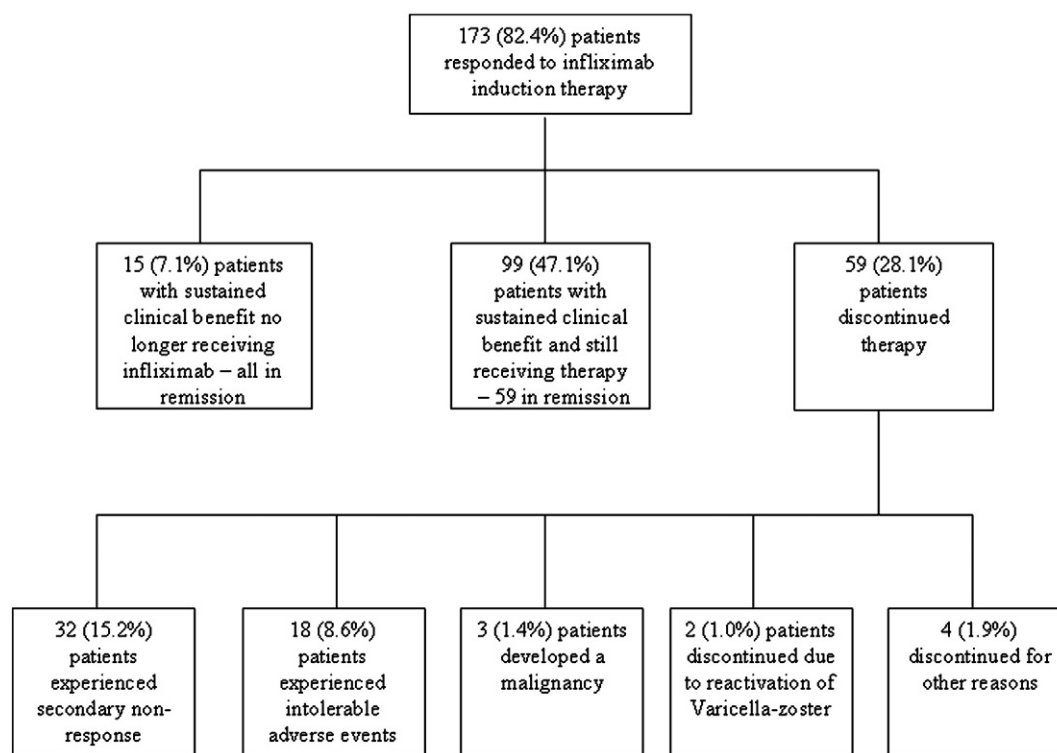 173 (82.4%) patients
responded to infliximab
induction therapy
15 (7.1%) patients
with sustained
clinical benefit no
longer receiving
infliximab – all in
remission
99 (47.1%)
patients with
sustained clinical
benefit and still
receiving therapy
– 59 in remission
59 (28.1%)
patients
discontinued
therapy
32 (15.2%)
patients
experienced
secondary non-
response
18 (8.6%)
patients
experienced
intolerable
adverse events
3 (1.4%) patients
developed a
malignancy
2 (1.0%) patients
discontinued due
to reactivation of
Varicella-zoster
4 (1.9%)
discontinued for
other reasons